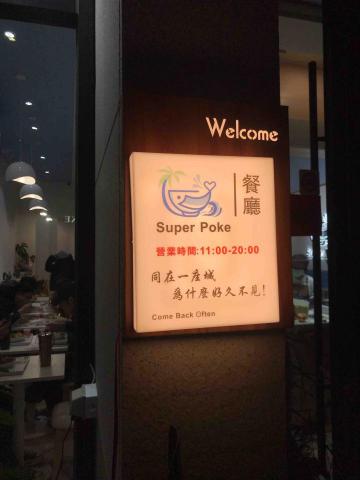 Welcome
餐廳
Super Poke
營業時間:11:00-20:00
同在一座城
為什麼好久不見!
Come Back Often